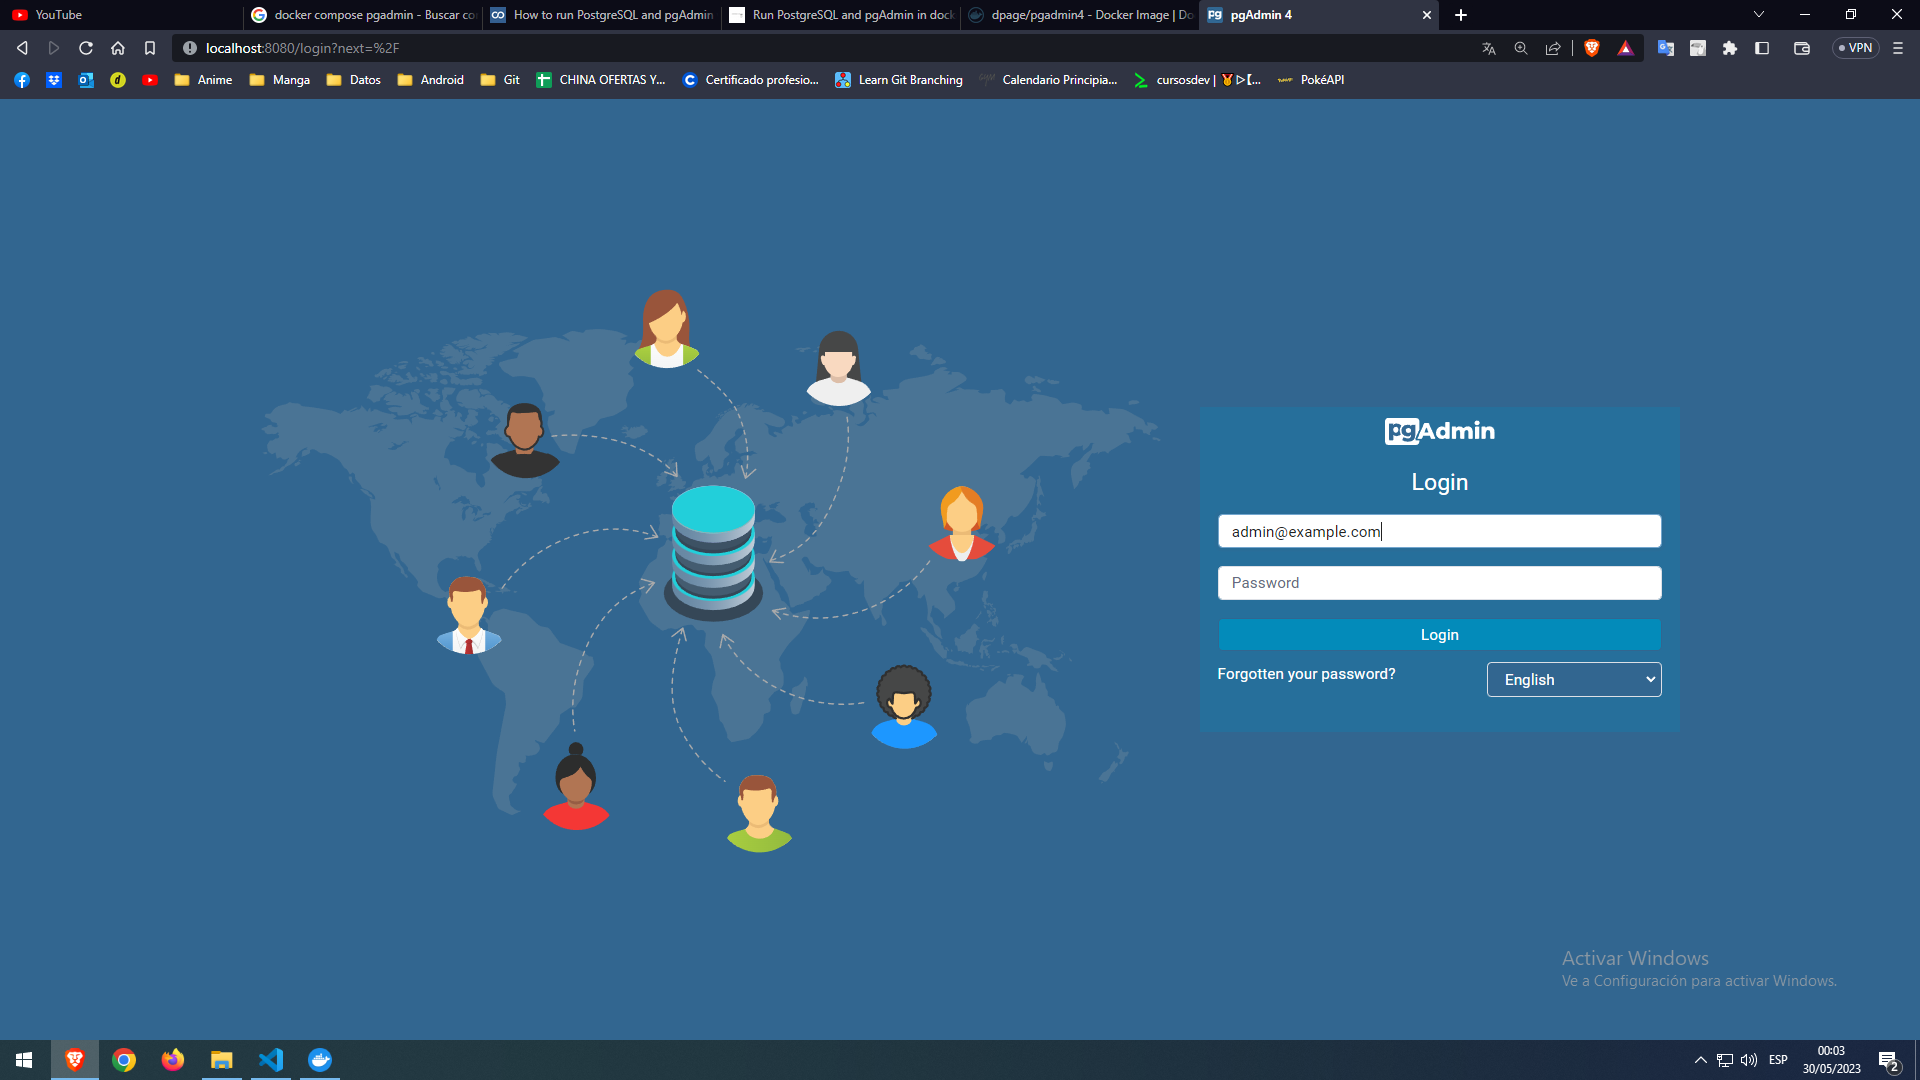 YouTube
docker compose pgadmin - Buscar co
How to run PostgreSQL and pgAdmin
Run PostgreSQL and pgAdmin in dock
dpage/pgadmin4 - Docker Image | Do
pgAdmin 4
localhost:8080/login?next=%2F
VPN
Anime
Manga
Datos
Android
Git
CHINA OFERTAS Y...
Certificado profesio...
Learn Git Branching
Calendario Principia...
cursosdev | 🏅▷【...
PokéAPI
pgAdmin
Login
admin@example.com
Password
Login
Forgotten your password?
English
Activar Windows
Ve a Configuración para activar Windows.
ESP
00:03
30/05/2023
2